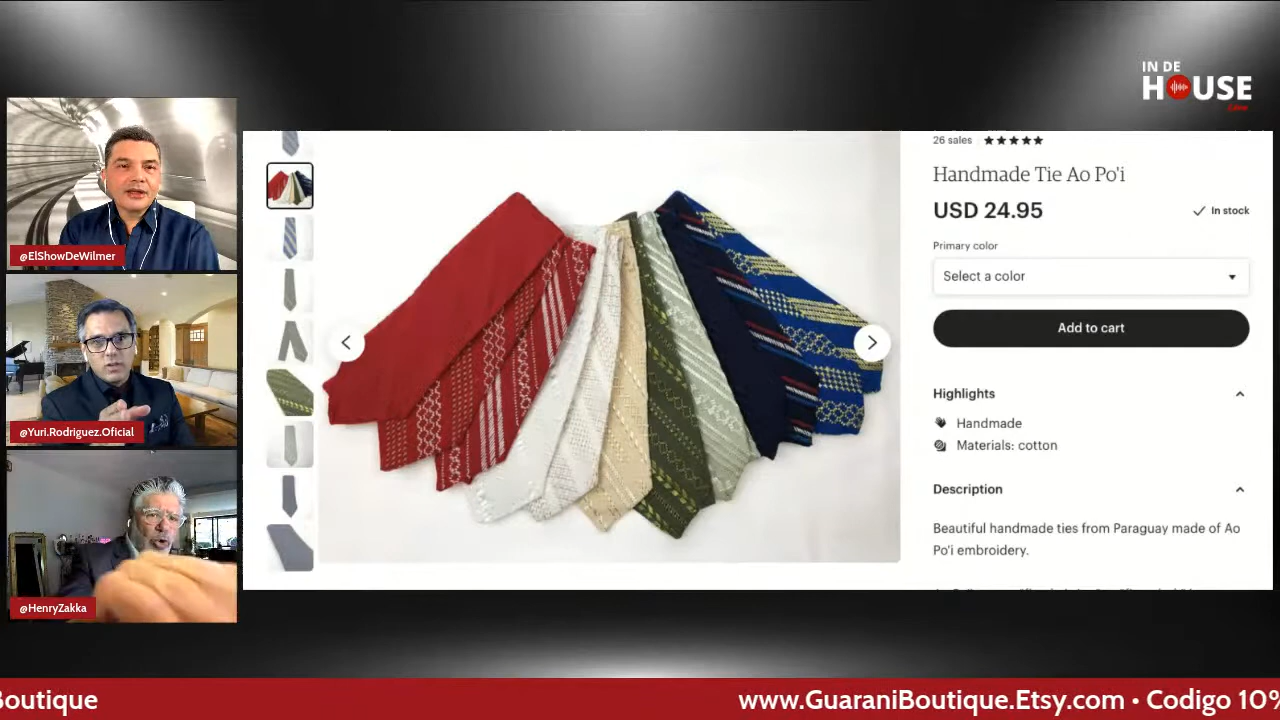 IN DE
HOUSE
@ElShowDeWilmer
@Yuri.Rodriguez.Oficial
@HenryZakka
26 sales
Handmade Tie Ao Po'i
USD 24.95
In stock
Primary color
Select a color
Add to cart
Highlights
Handmade
Materials: cotton
Description
Beautiful handmade ties from Paraguay made of Ao
Po'i embroidery.
Boutique
www.GuaraniBoutique.Etsy.com • Codigo 10%